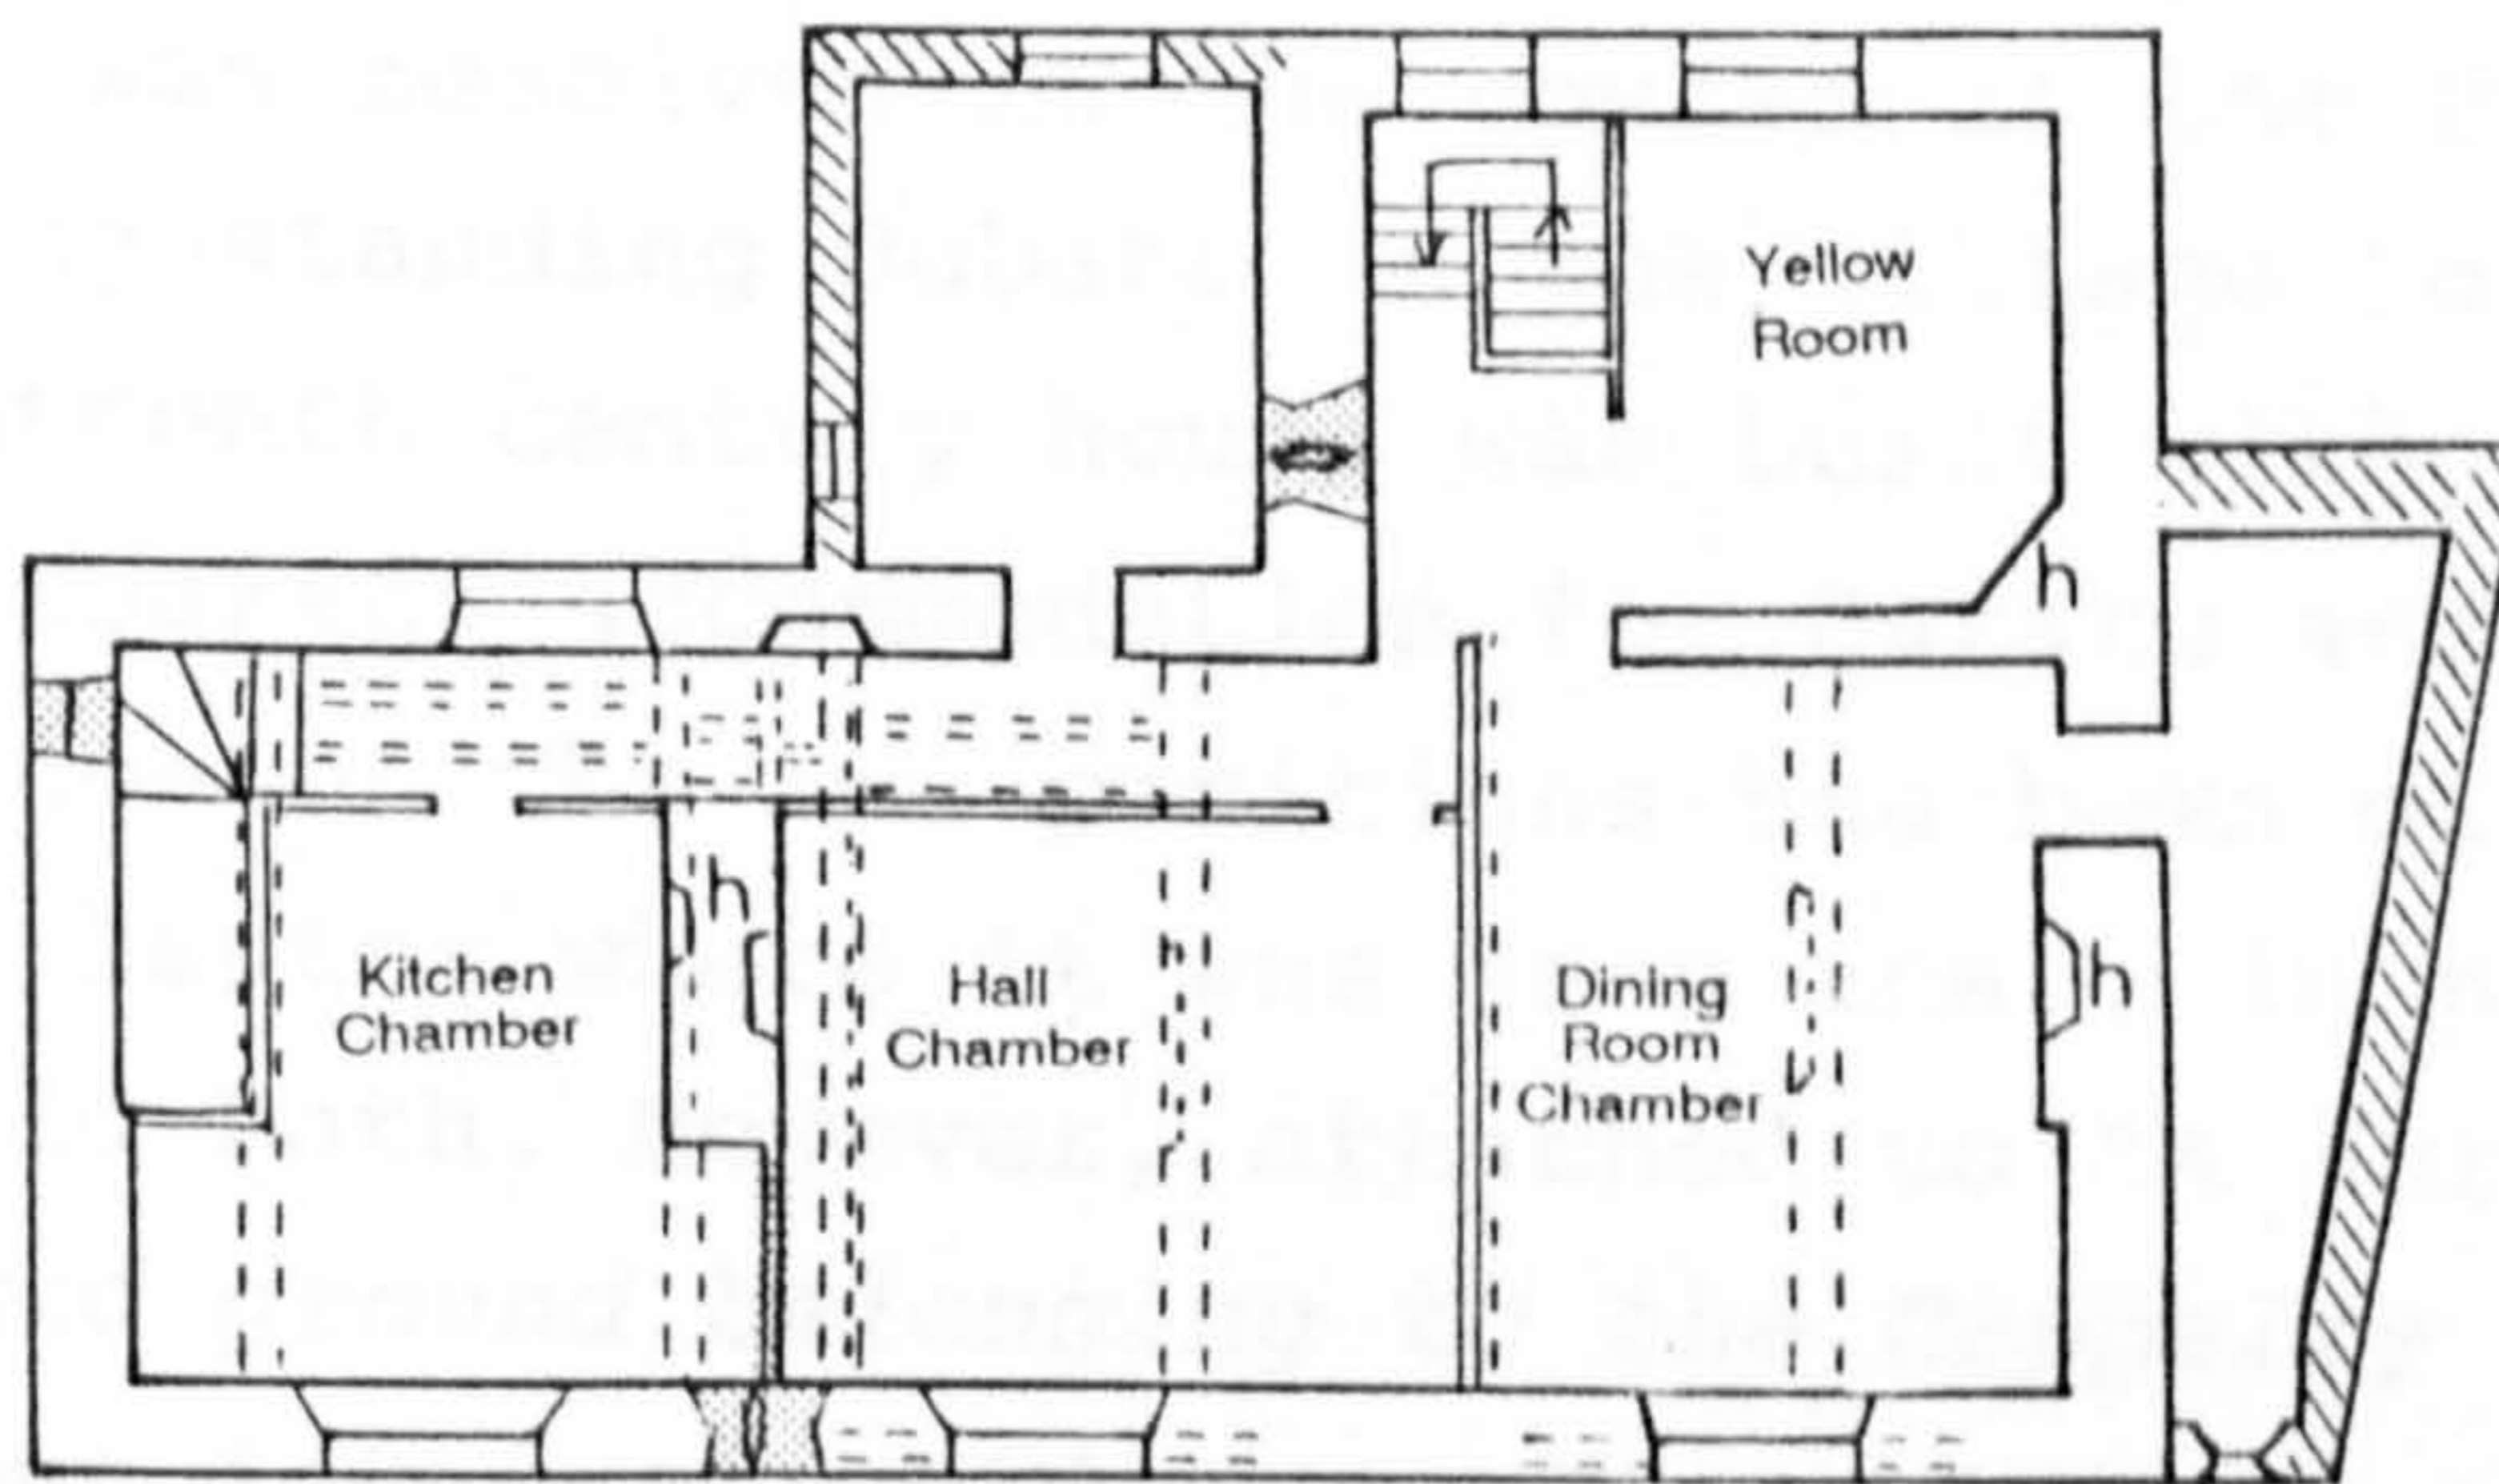 Yellow
Room
h
h
Kitchen
Chamber
Hall
Chamber
Dining
Room
Chamber
h